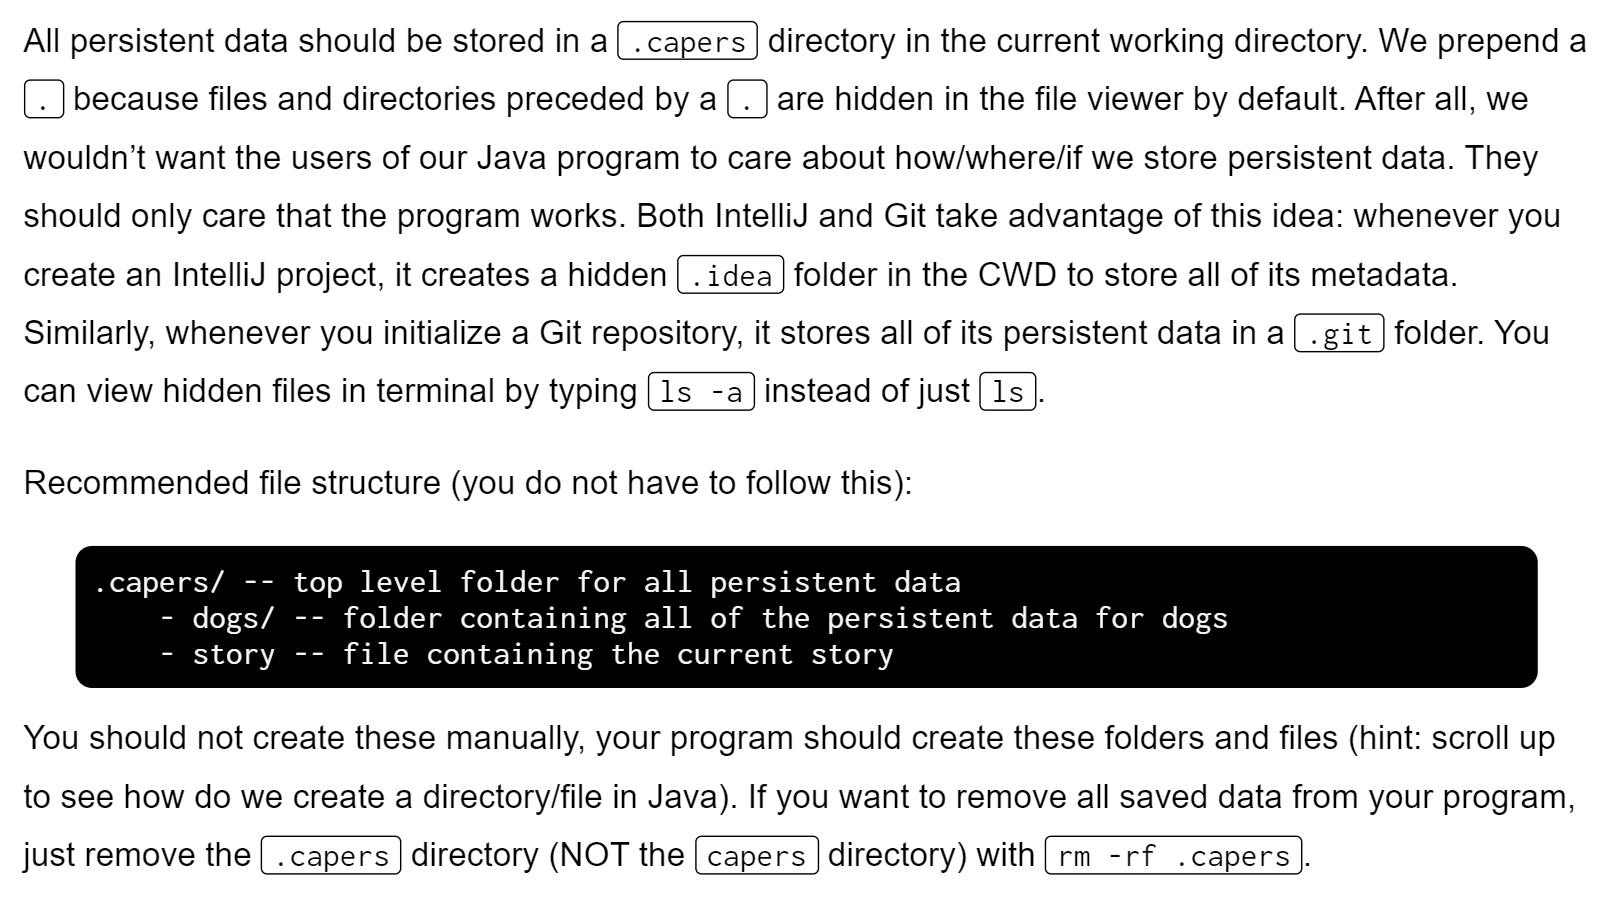 All persistent data should be stored in a .capers directory in the current working directory. We prepend a
. because files and directories preceded by a . are hidden in the file viewer by default. After all, we
wouldn’t want the users of our Java program to care about how/where/if we store persistent data. They
should only care that the program works. Both IntelliJ and Git take advantage of this idea: whenever you
create an IntelliJ project, it creates a hidden .idea folder in the CWD to store all of its metadata.
Similarly, whenever you initialize a Git repository, it stores all of its persistent data in a .git folder. You
can view hidden files in terminal by typing ls -a instead of just ls.
Recommended file structure (you do not have to follow this):
.capers/ -- top level folder for all persistent data
    - dogs/ -- folder containing all of the persistent data for dogs
    - story -- file containing the current story
You should not create these manually, your program should create these folders and files (hint: scroll up
to see how do we create a directory/file in Java). If you want to remove all saved data from your program,
just remove the .capers directory (NOT the capers directory) with rm -rf .capers.